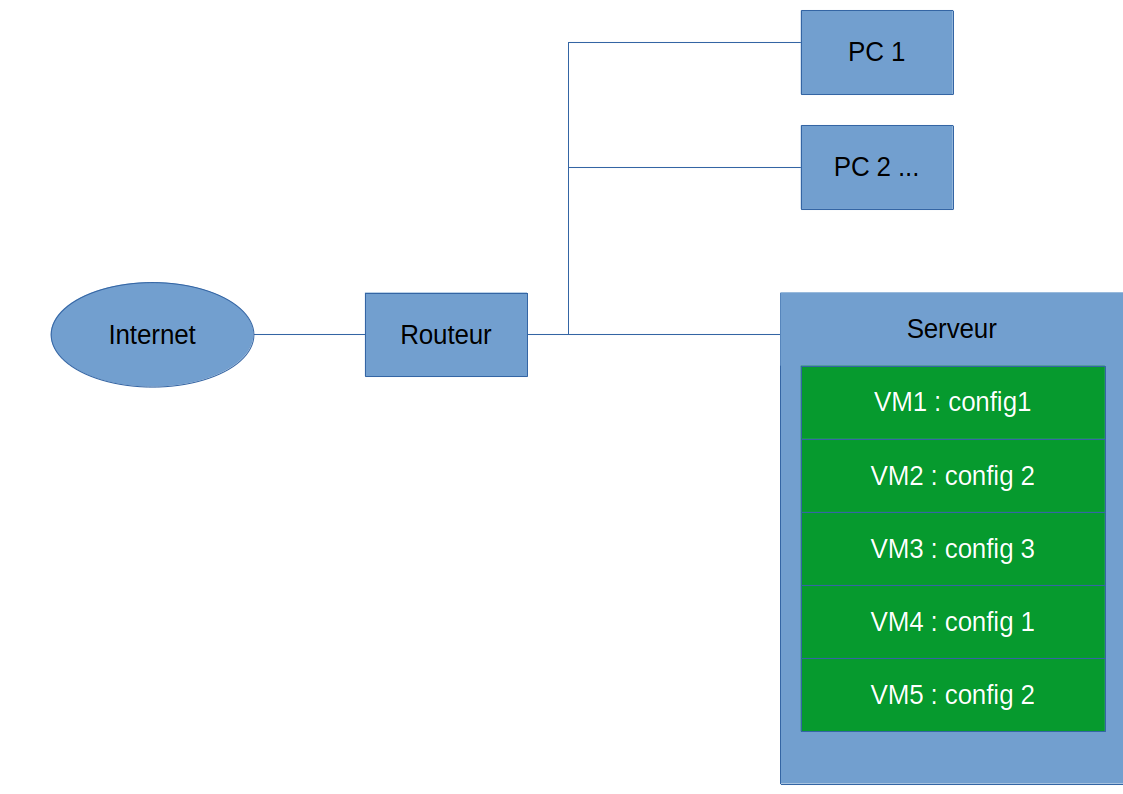 PC 1
PC 2 ...
Internet
Routeur
Serveur
VM1 : config1
VM2 : config 2
VM3 : config 3
VM4 : config 1
VM5 : config 2